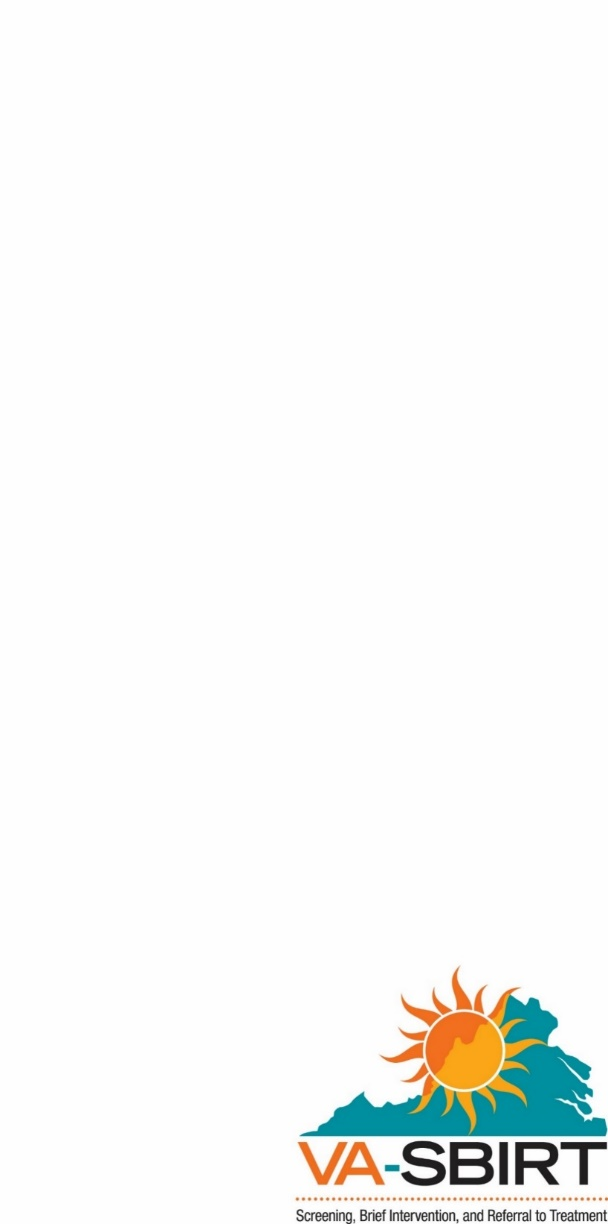 VA-SBIRT
Screening, Brief Intervention, and Referral to Treatment